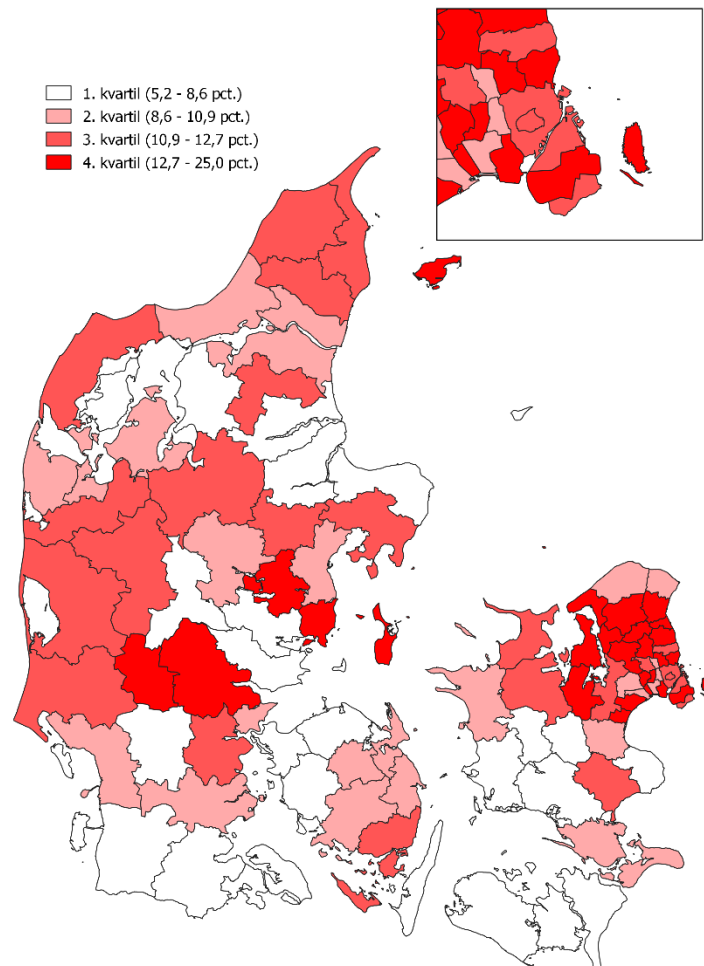 1. kvartil (5,2 - 8,6 pct.)
2. kvartil (8,6 - 10,9 pct.)
3. kvartil (10,9 - 12,7 pct.)
4. kvartil (12,7 - 25,0 pct.)